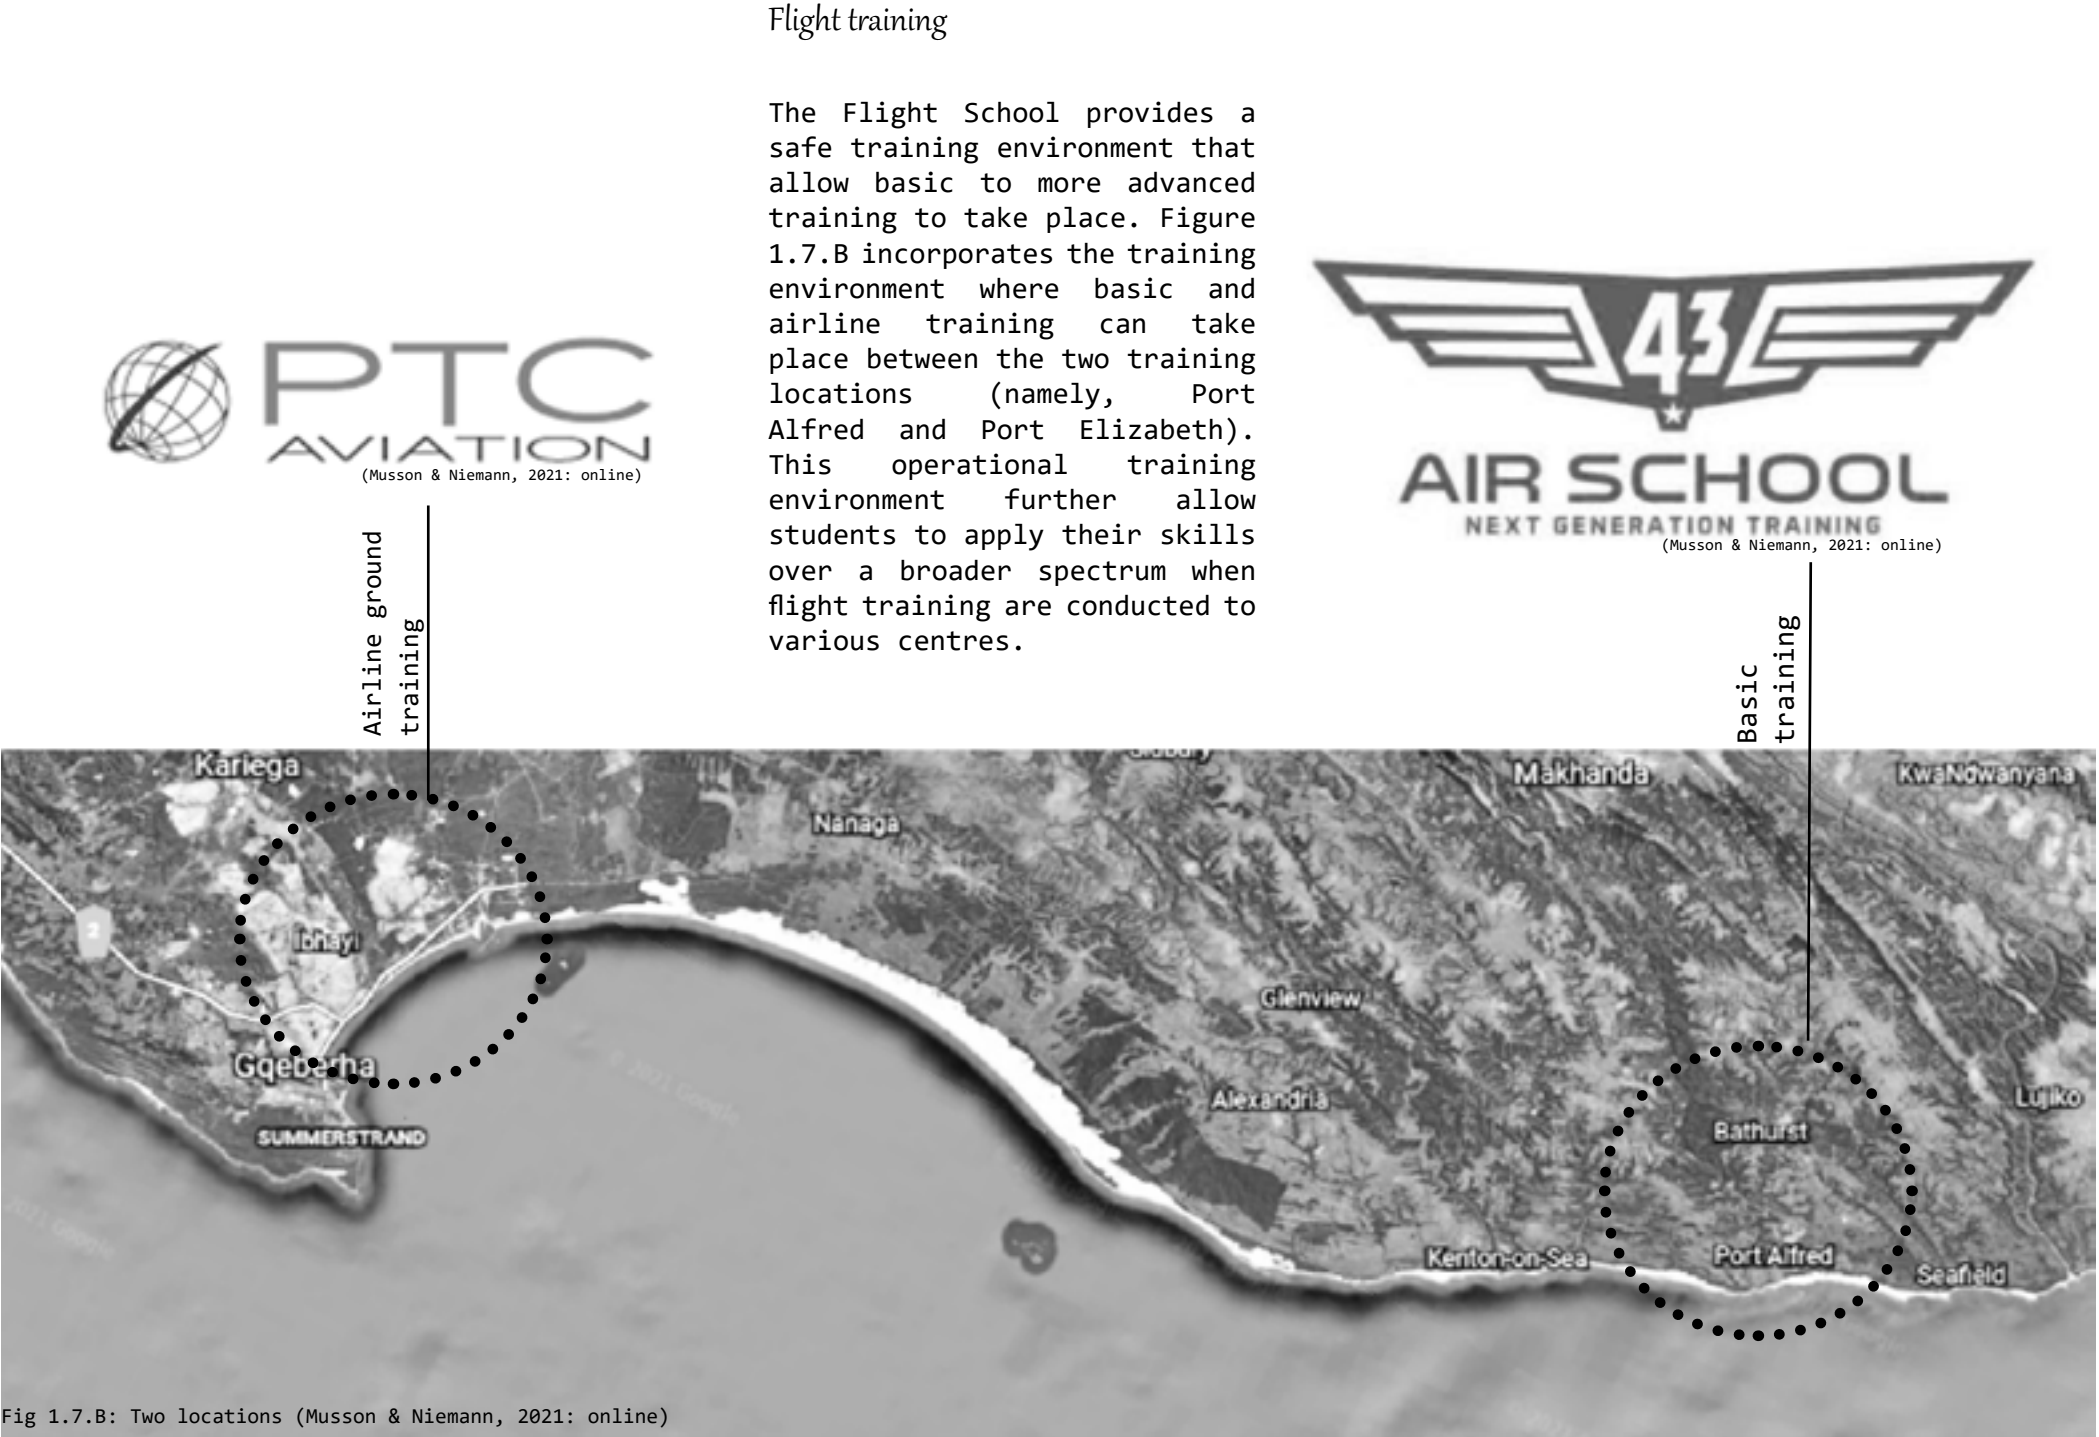 Flight training
The Flight School provides a
safe training environment that
allow basic to more advanced
training to take place. Figure
1.7.B incorporates the training
environment where basic and
airline training can take
place between the two training
locations (namely, Port
Alfred and Port Elizabeth).
This operational training
environment further allow
students to apply their skills
over a broader spectrum when
flight training are conducted to
various centres.
PTC
AVIATION
(Musson & Niemann, 2021: online)
43
AIR SCHOOL
NEXT GENERATION TRAINING
(Musson & Niemann, 2021: online)
Airline ground
training
Basic
training
Kariega
Makhanda
KwaNdwanyana
Nanaga
2
Ibhayi
Glenview
Gqeberha
© 2021 Google
Alexandria
Lujiko
SUMMERSTRAND
Bathurst
2021 Google
Kenton-on-Sea
Port Alfred
Seafield
Fig 1.7.B: Two locations (Musson & Niemann, 2021: online)